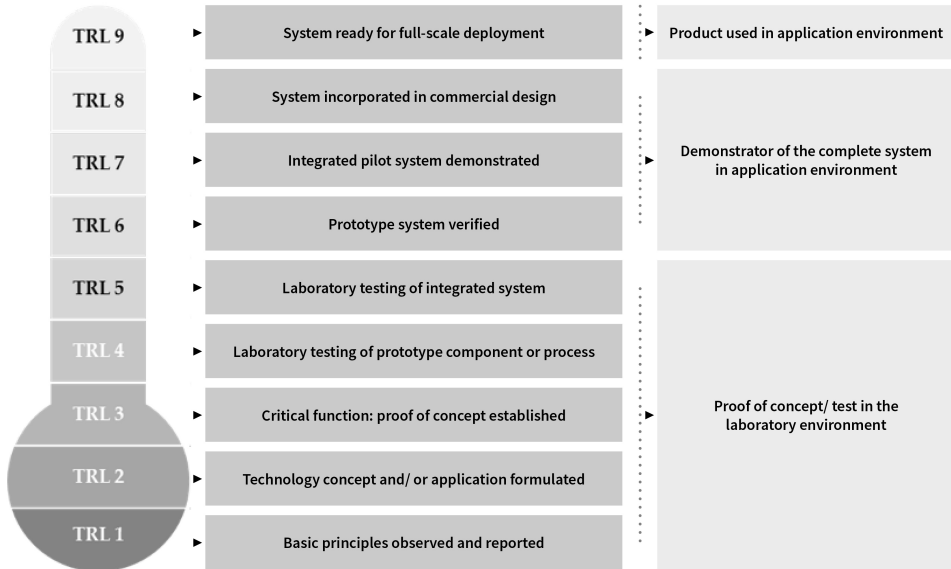 TRL 9
System ready for full-scale deployment
Product used in application environment
TRL 8
System incorporated in commercial design
TRL 7
Integrated pilot system demonstrated
Demonstrator of the complete system
in application environment
TRL 6
Prototype system verified
TRL 5
Laboratory testing of integrated system
TRL 4
Laboratory testing of prototype component or process
TRL 3
Critical function: proof of concept established
Proof of concept/ test in the
laboratory environment
TRL 2
Technology concept and/ or application formulated
TRL 1
Basic principles observed and reported